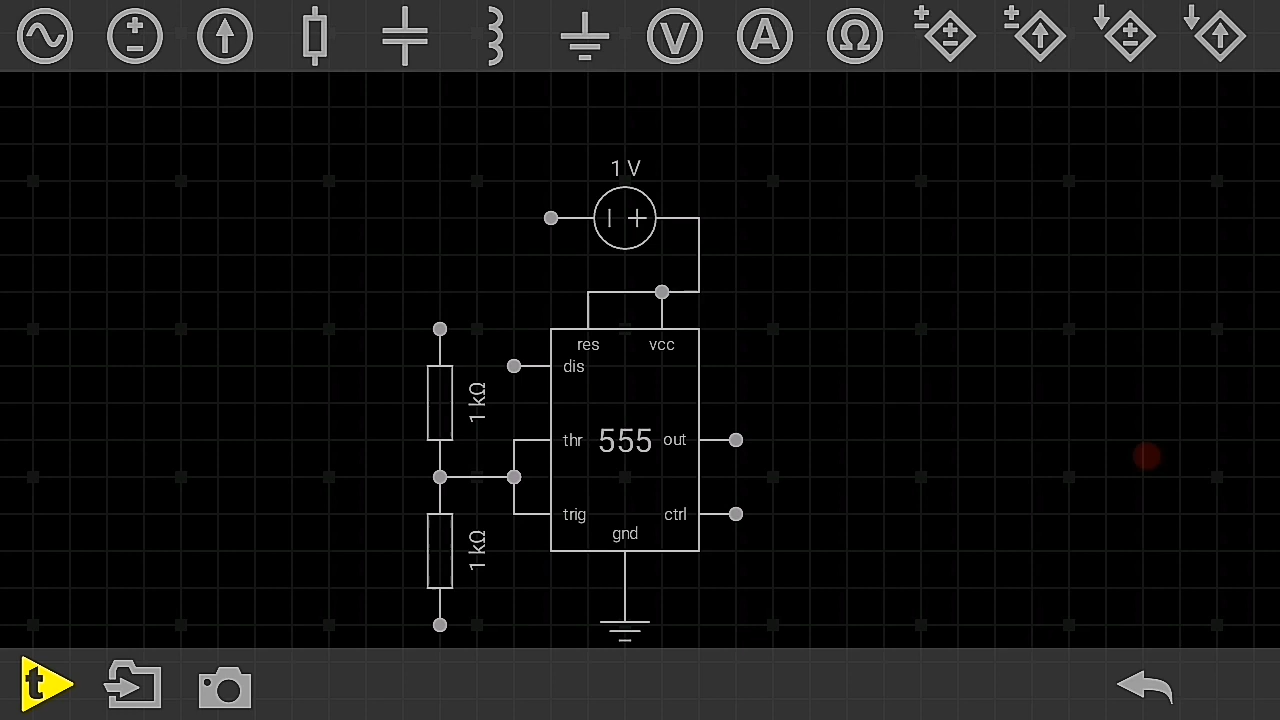 V A Ω
1 V
res vcc
dis
1 kΩ
thr 555 out
trig ctrl
1 kΩ
gnd
t